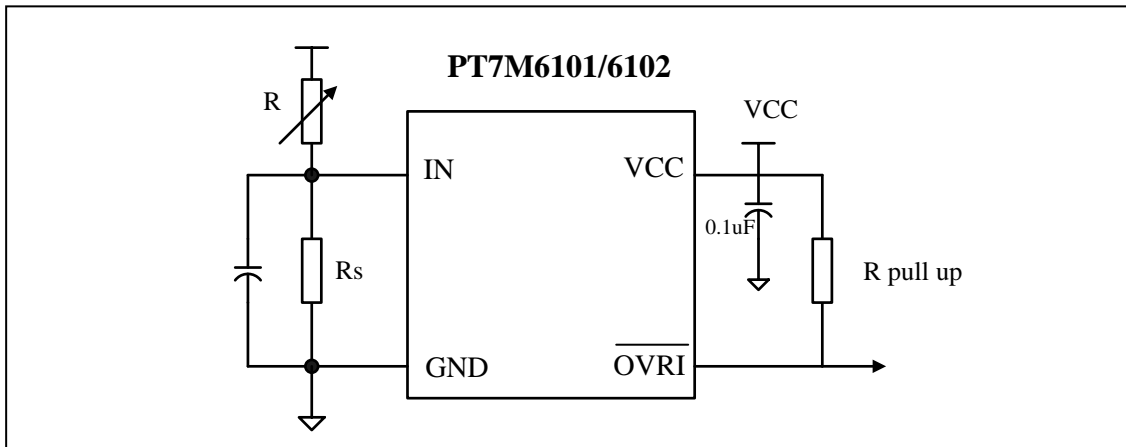 PT7M6101/6102
R
VCC
IN
VCC
0.1uF
Rs
R pull up
GND
OVRI